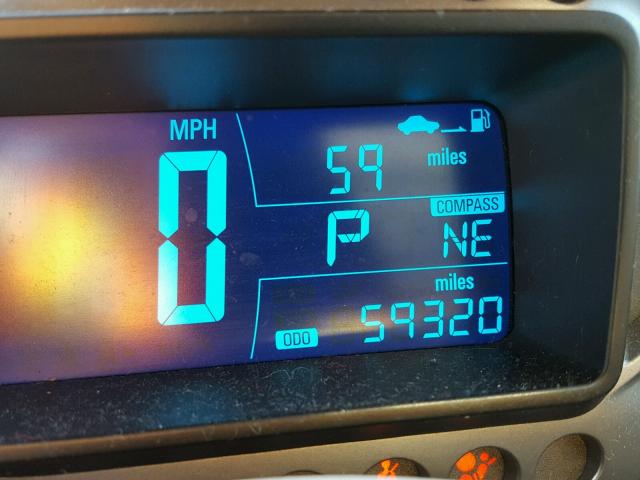 MPH
0
59 miles
COMPASS
P NE
miles
ODO 59320